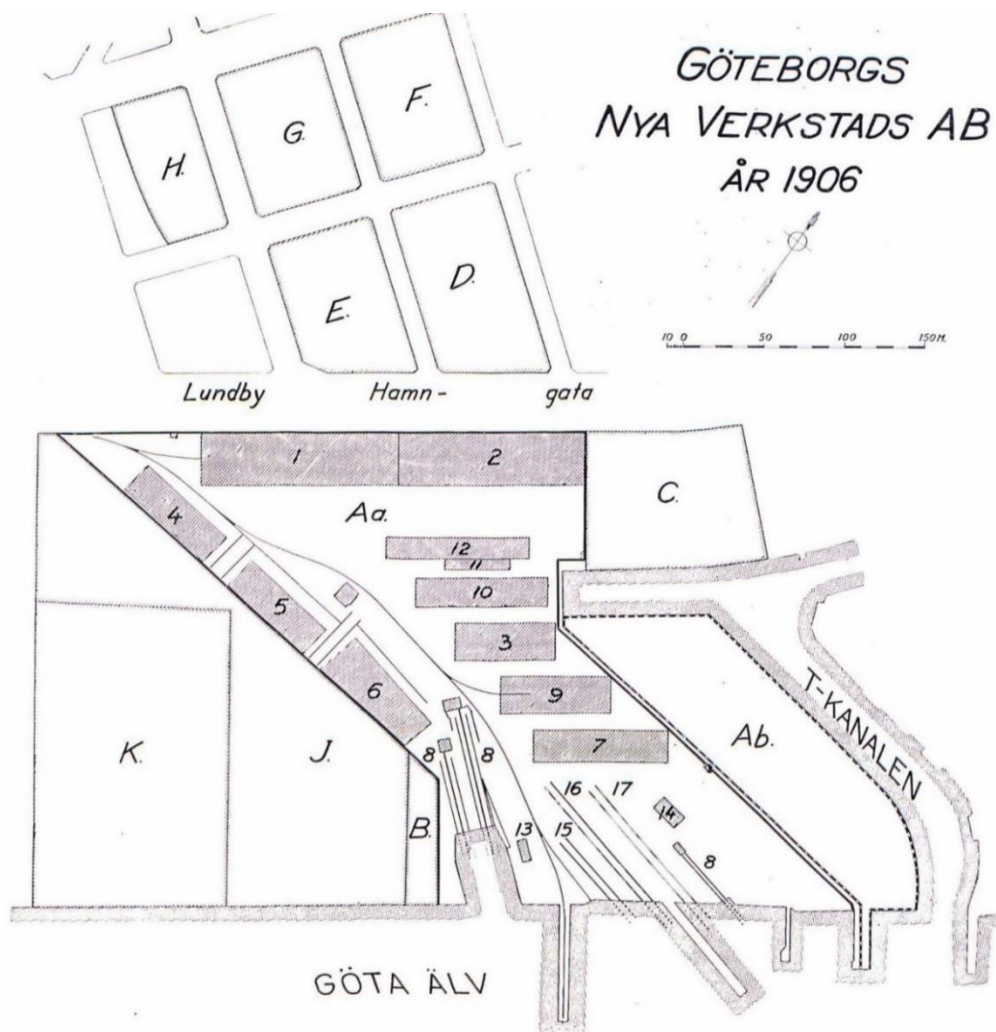 GÖTEBORGS
NYA VERKSTADS AB
ÅR 1906
F.
G.
H.
D.
E.
10 0 50 100 150 M.
Lundby Hamn- gata
1 2
C.
4
Aa.
12
11
10
5
3
6
9
T-KANALEN
K.
J.
8
8
7
Ab.
16 17
14
B.
13 15
8
GÖTA ÄLV